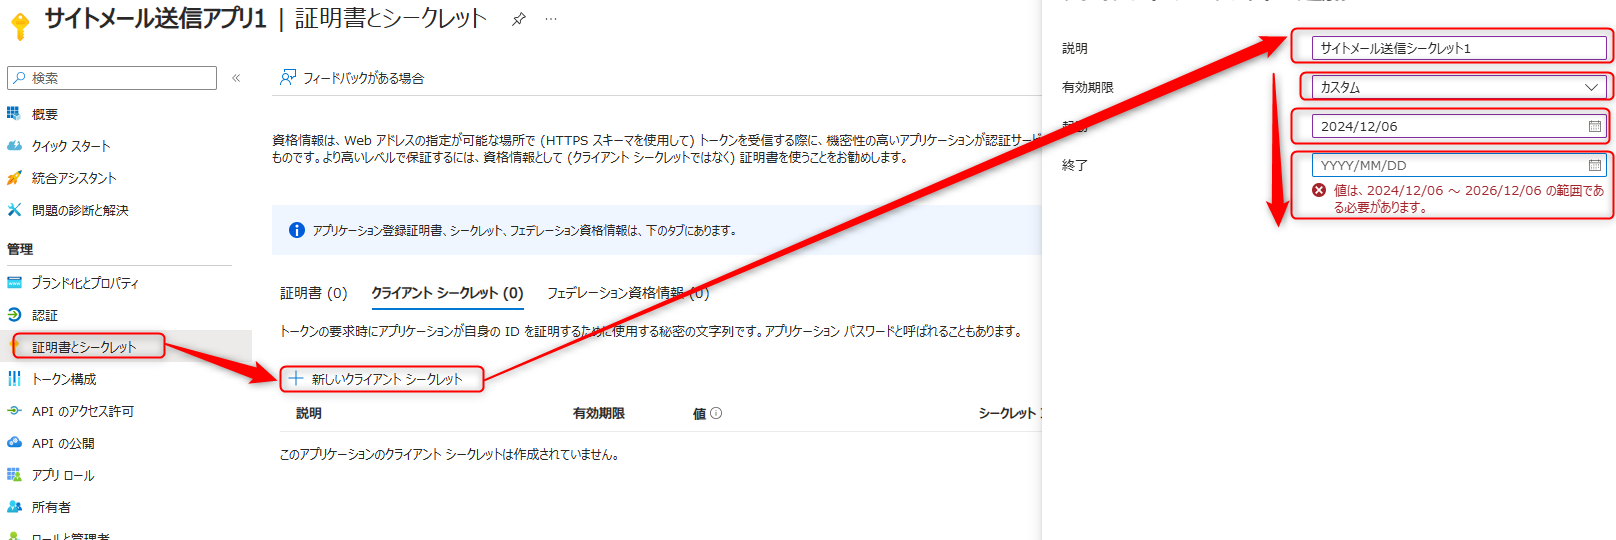 サイトメール送信アプリ1 | 証明書とシークレット
検索
概要
クイック スタート
統合アシスタント
問題の診断と解決
管理
ブランド化とプロパティ
認証
証明書とシークレット
トークン構成
API のアクセス許可
API の公開
アプリ ロール
所有者
ロールと管理者
フィードバックがある場合
資格情報は、Web アドレスの指定が可能な場所で (HTTPS スキーマを使用して) トークンを受信する際に、機密性の高いアプリケーションが認証サー
ものです。より高いレベルで保証するには、資格情報として (クライアント シークレットではなく) 証明書を使うことをお勧めします。
アプリケーション登録証明書、シークレット、フェデレーション資格情報は、下のタブにあります。
証明書 (0) クライアント シークレット (0) フェデレーション資格情報 (0)
トークンの要求時にアプリケーションが自身の ID を証明するために使用する秘密の文字列です。アプリケーション パスワードと呼ばれることもあります。
新しいクライアント シークレット
説明 有効期限 値 シークレット
このアプリケーションのクライアント シークレットは作成されていません。
説明 サイトメール送信シークレット1
有効期限 カスタム
2024/12/06
終了 YYYY/MM/DD
値は、2024/12/06 ～ 2026/12/06 の範囲であ
る必要があります。